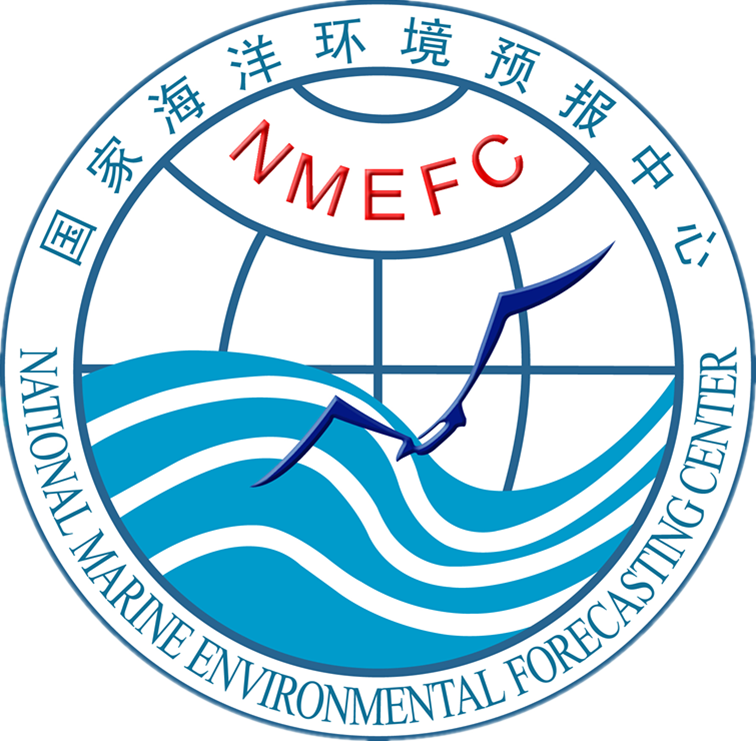 国家海洋环境预报中心
NMEFC
NATIONAL MARINE ENVIRONMENTAL FORECASTING CENTER